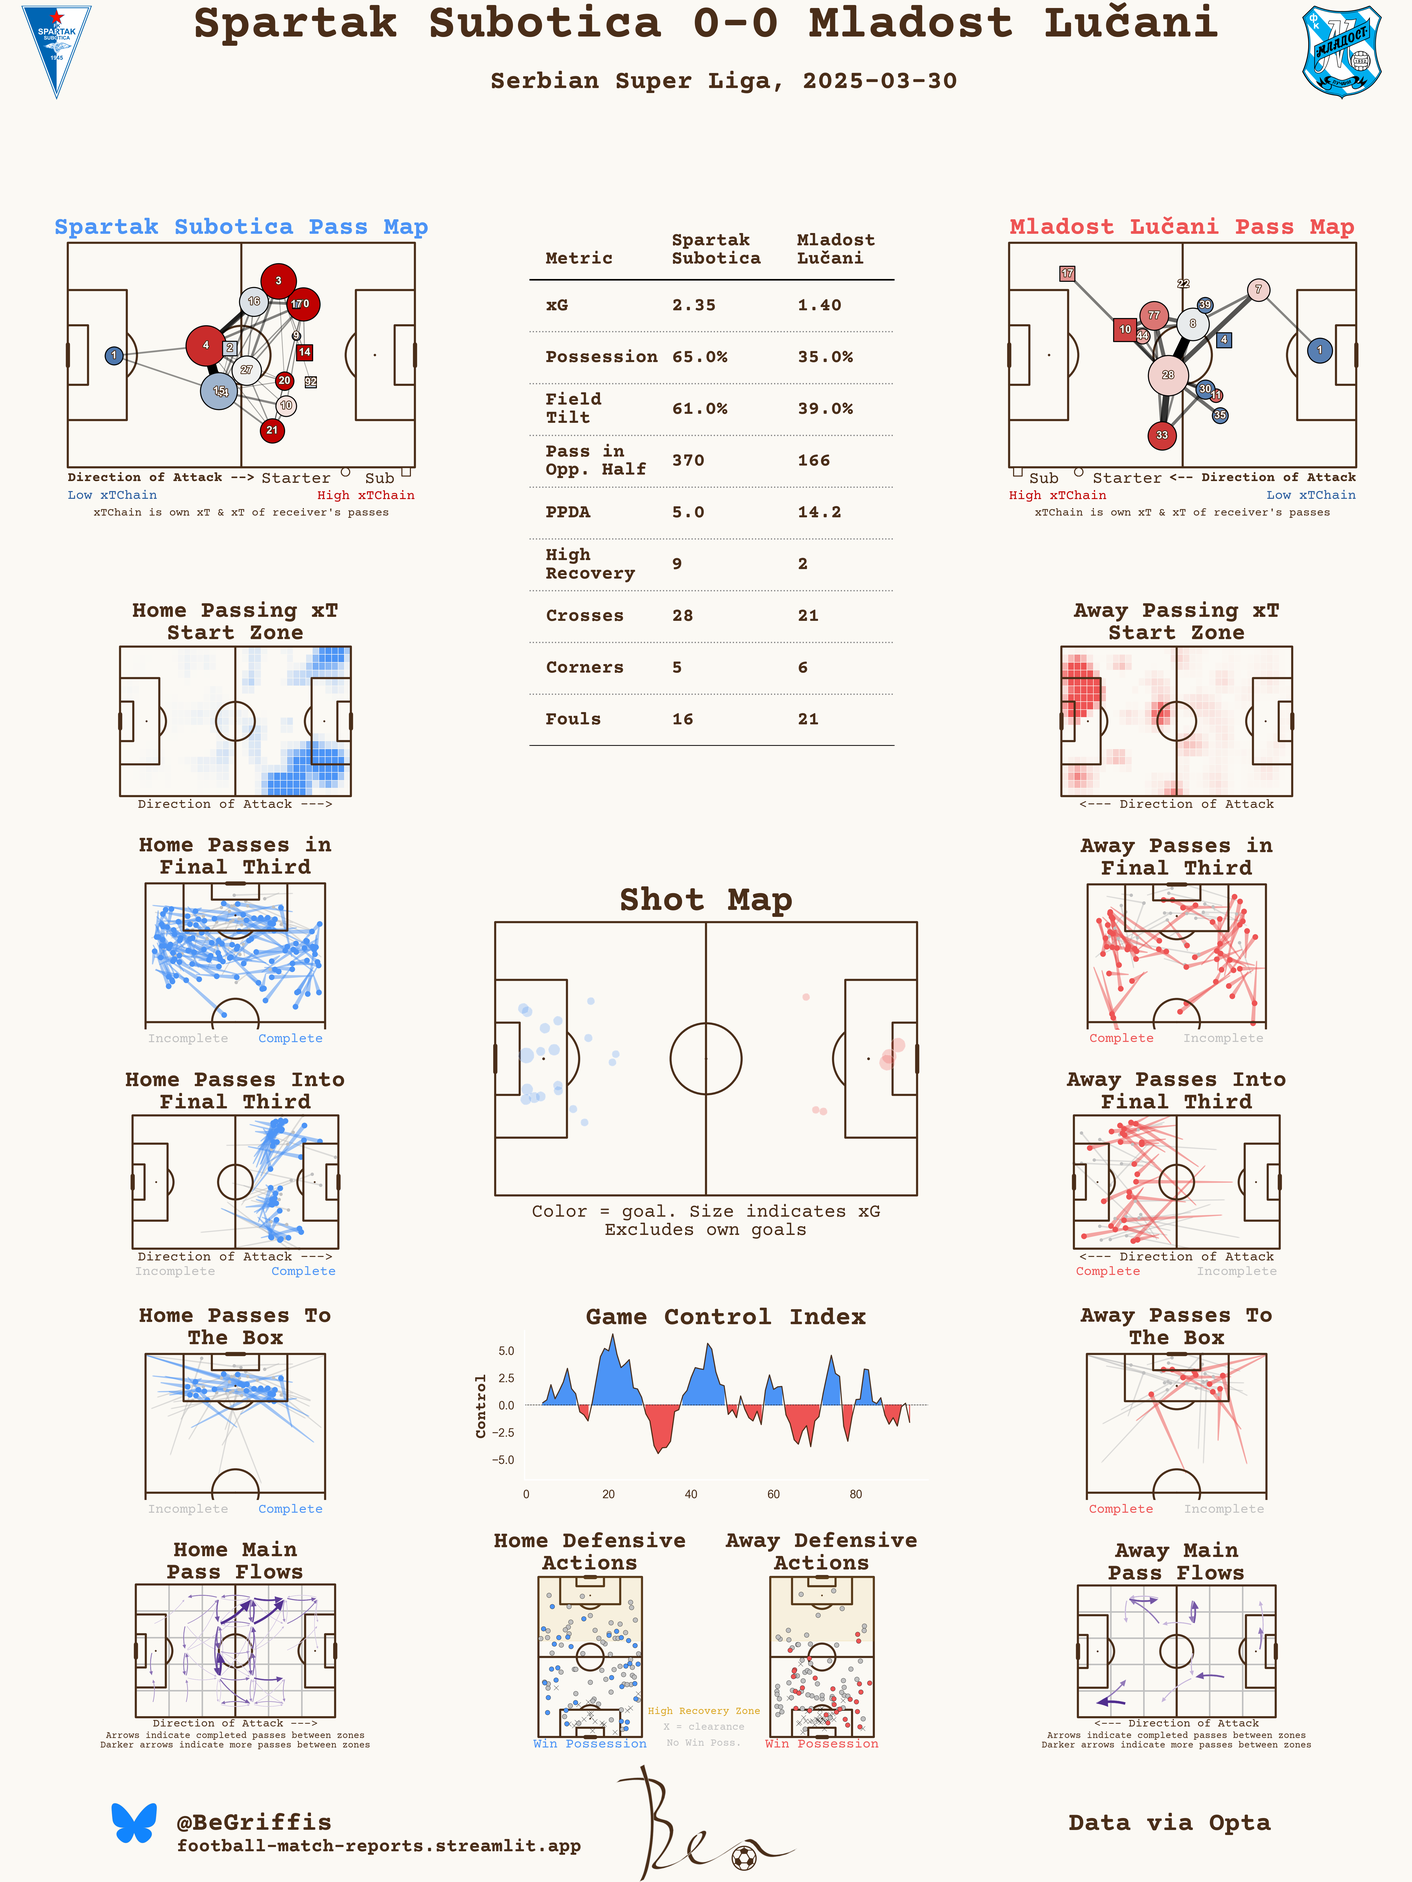 Spartak Subotica 0-0 Mladost Lučani
Serbian Super Liga, 2025-03-30
SPARTAK
SUBOTICA
1945
ФК
МЛАДОСТ
Spartak Subotica Pass Map
3
16
17
70
9
4
2
14
1
27
20
92
15
10
21
Direction of Attack --> Starter Sub
Low xTChain High xTChain
xTChain is own xT & xT of receiver's passes
Metric Spartak Subotica Mladost Lučani
xG 2.35 1.40
Possession 65.0% 35.0%
Field Tilt 61.0% 39.0%
Pass in Opp. Half 370 166
PPDA 5.0 14.2
High Recovery 9 2
Crosses 28 21
Corners 5 6
Fouls 16 21
Mladost Lučani Pass Map
17
22
7
39
77
8
10
44
4
1
28
30
11
35
33
Sub Starter <-- Direction of Attack
High xTChain Low xTChain
xTChain is own xT & xT of receiver's passes
Home Passing xT
Start Zone
Direction of Attack --->
Away Passing xT
Start Zone
<--- Direction of Attack
Home Passes in
Final Third
Incomplete Complete
Away Passes in
Final Third
Complete Incomplete
Shot Map
Color = goal. Size indicates xG
Excludes own goals
Home Passes Into
Final Third
Direction of Attack --->
Incomplete Complete
Away Passes Into
Final Third
<--- Direction of Attack
Complete Incomplete
Home Passes To
The Box
Incomplete Complete
Game Control Index
Control
5.0
2.5
0.0
−2.5
−5.0
0 20 40 60 80
Away Passes To
The Box
Complete Incomplete
Home Main
Pass Flows
Direction of Attack --->
Arrows indicate completed passes between zones
Darker arrows indicate more passes between zones
Home Defensive
Actions
Win Possession
Away Defensive
Actions
Win Possession
High Recovery Zone
X = clearance
No Win Poss.
Away Main
Pass Flows
<--- Direction of Attack
Arrows indicate completed passes between zones
Darker arrows indicate more passes between zones
@BeGriffis
football-match-reports.streamlit.app
Ben
Data via Opta